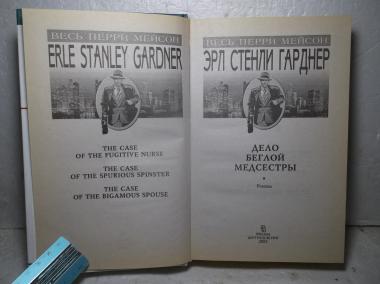 ВЕСЬ ПЕРРИ МЕЙСОН
ERLE STANLEY GARDNER
THE CASE
OF THE FUGITIVE NURSE
THE CASE
OF THE SPURIOUS SPINSTER
THE CASE
OF THE BIGAMOUS SPOUSE
ВЕСЬ ПЕРРИ МЕЙСОН
ЭРЛ СТЕНЛИ ГАРДНЕР
ДЕЛО
БЕГЛОЙ
МЕДСЕСТРЫ
Романы